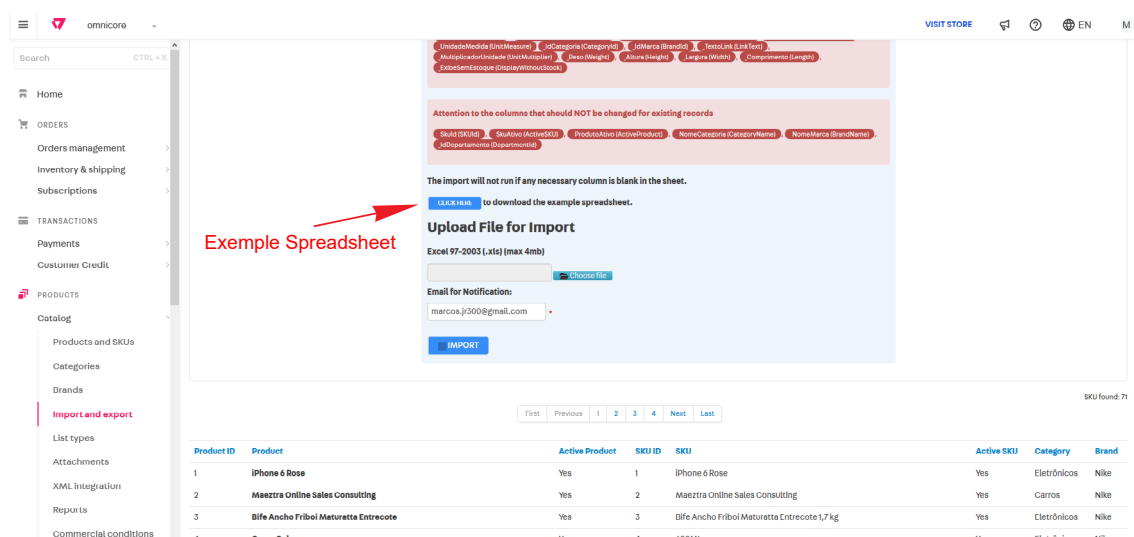 omnicore
VISIT STORE
EN
M
Search CTRL+K
Home
ORDERS
Orders management
Inventory & shipping
Subscriptions
TRANSACTIONS
Payments
Customer Credit
PRODUCTS
Catalog
Products and SKUs
Categories
Brands
Import and export
List types
Attachments
XML integration
Reports
Commercial conditions
_UnidadeMedida (UnitMeasure) , _IdCategoria (CategoryId) , _IdMarca (BrandId) , _TextoLink (LinkText) ,
_MultiplicadorUnidade (UnitMultiplier) , _Peso (Weight) , _Altura (Height) , _Largura (Width) , _Comprimento (Length) ,
_ExibeSemEstoque (DisplayWithoutStock)
Attention to the columns that should NOT be changed for existing records
_SkuId (SKUId) , _SkuAtivo (ActiveSKU) , _ProdutoAtivo (ActiveProduct) , _NomeCategoria (CategoryName) , _NomeMarca (BrandName) ,
_IdDepartamento (DepartmentId)
The import will not run if any necessary column is blank in the sheet.
CLICK HERE to download the example spreadsheet.
Exemple Spreadsheet
Upload File for Import
Excel 97-2003 (.xls) (max 4mb)
Choose file
Email for Notification:
marcoa.jr300@gmail.com
IMPORT
SKU found: 71
First Previous 1 2 3 4 Next Last
Product ID Product Active Product SKU ID SKU Active SKU Category Brand
1 iPhone 6 Rose Yes 1 iPhone 6 Rose Yes Eletrônicos Nike
2 Maeztra Online Sales Consulting Yes 2 Maeztra Online Sales Consulting Yes Carros Nike
3 Bife Ancho Friboi Maturatta Entrecote Yes 3 Bife Ancho Friboi Maturatta Entrecote 1,7 kg Yes Eletrônicos Nike